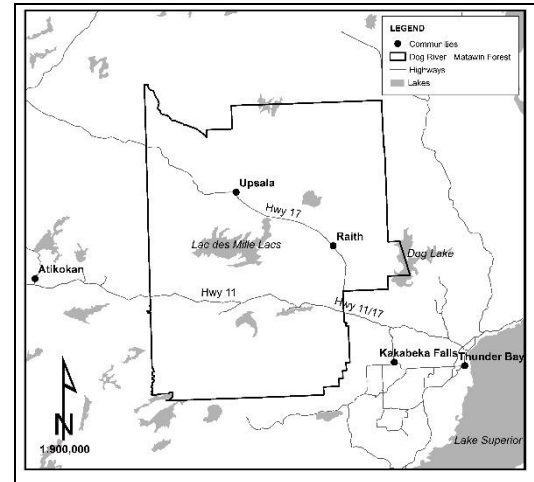 LEGEND
Communities
Dog River Matawin Forest
Highways
Lakes
Upsala
Hwy 17
Raith
Lac des Mille Lacs
Dog Lake
Atikokan
Hwy 11
Hwy 11/17
Kakabeka Falls
Thunder Bay
N
1:900,000
Lake Superior